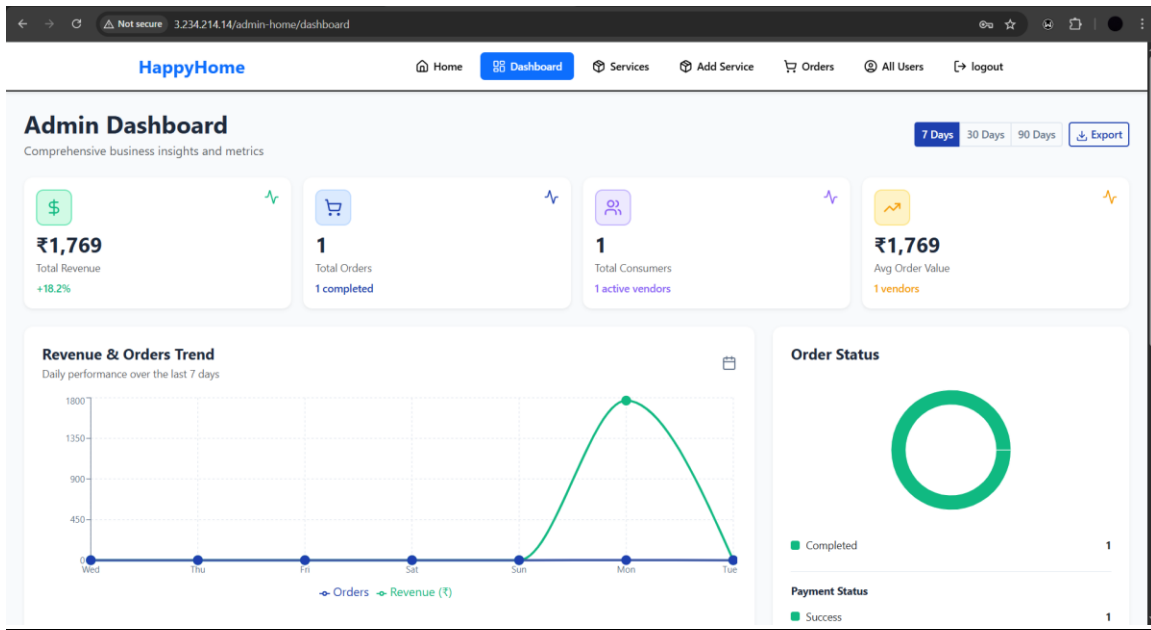 Not secure 3.234.214.14/admin-home/dashboard
HappyHome Home Dashboard Services Add Service Orders All Users logout
Admin Dashboard
Comprehensive business insights and metrics
7 Days 30 Days 90 Days Export
₹1,769
Total Revenue
+18.2%
1
Total Orders
1 completed
1
Total Consumers
1 active vendors
₹1,769
Avg Order Value
1 vendors
Revenue & Orders Trend
Daily performance over the last 7 days
1800
1350
900
450
0
Wed Thu Fri Sat Sun Mon Tue
Orders Revenue (₹)
Order Status
Completed 1
Payment Status
Success 1